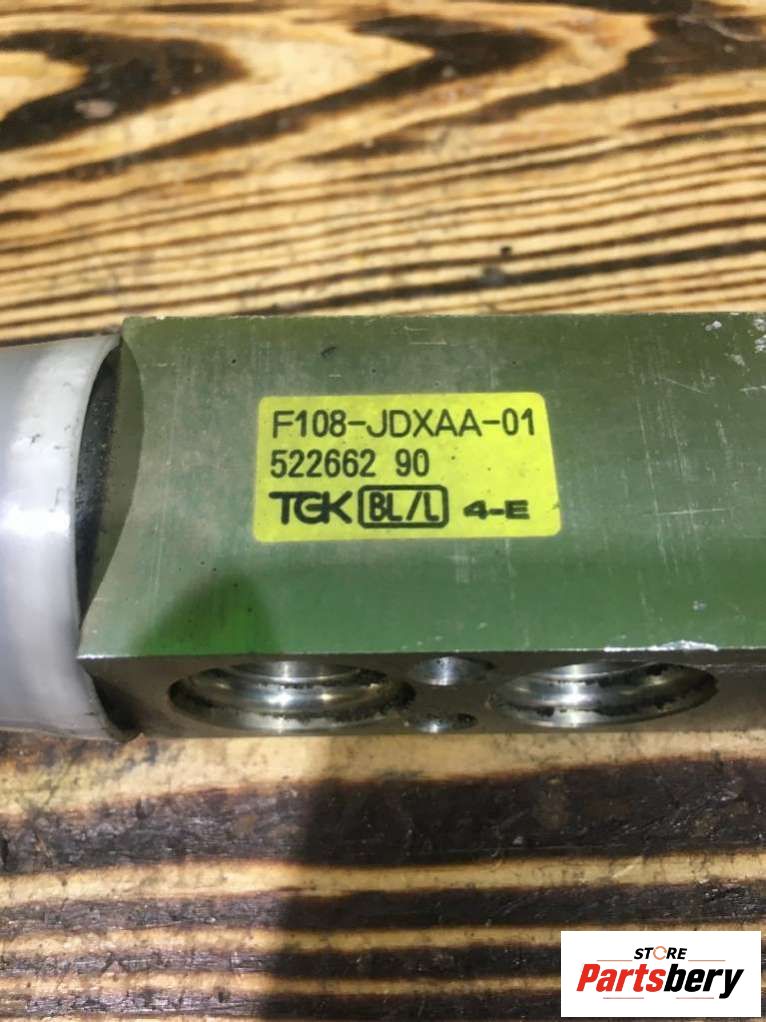 F108-JDXAA-01
522662 90
TGK BL/L 4-E
STORE
Partsbery